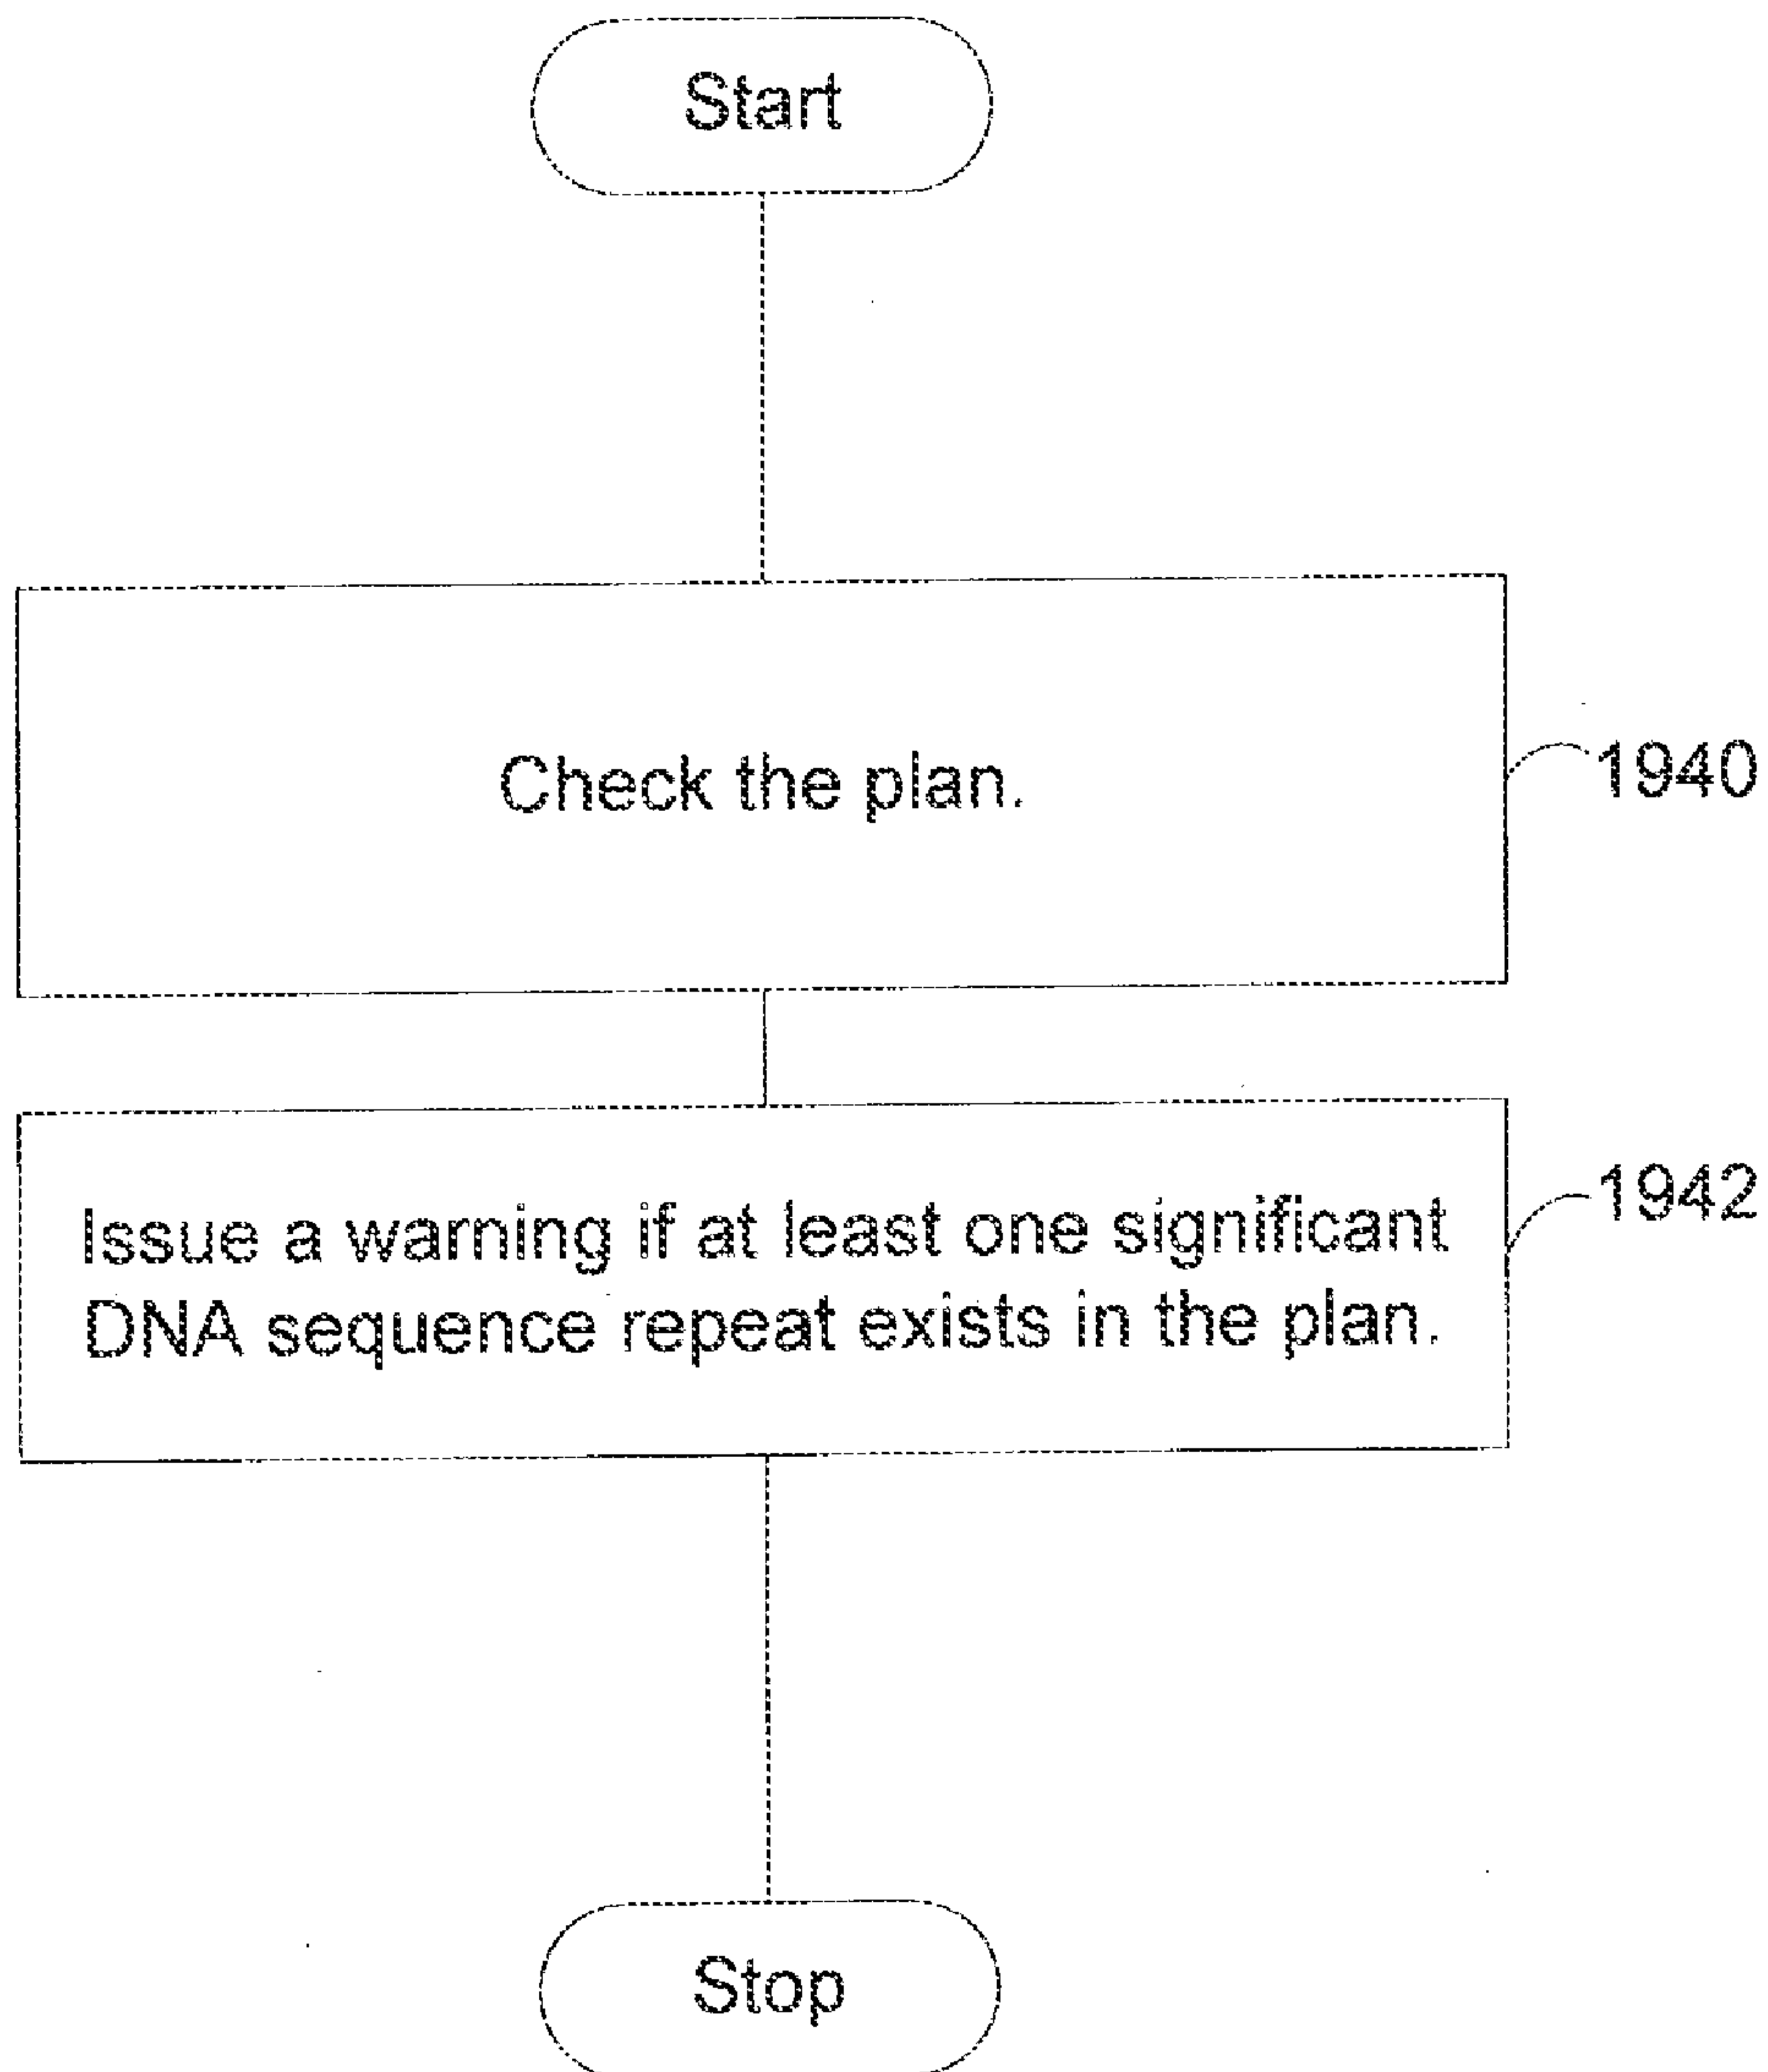 Start
Check the plan.
1940
Issue a warning if at least one significant
DNA sequence repeat exists in the plan.
1942
Stop